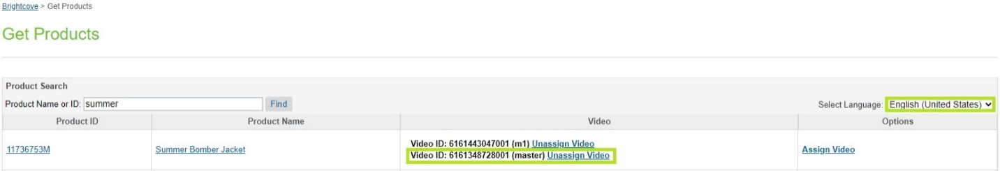 Brightcove > Get Products
Get Products
Product Search
Product Name or ID: summer Find Select Language: English (United States)
Product ID Product Name Video Options
11736753M Summer Bomber Jacket Video ID: 6161443047001 (m1) Unassign Video Assign Video
Video ID: 6161348728001 (master) Unassign Video